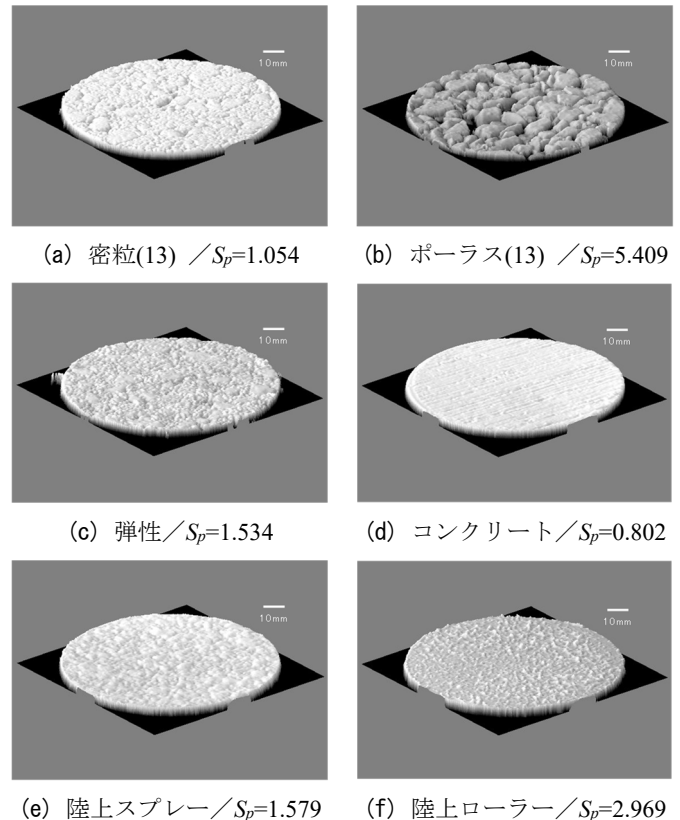 10mm
10mm
(a) 密粒(13) ／Sp=1.054
(b) ポーラス(13) ／Sp=5.409
10mm
10mm
(c) 弾性／Sp=1.534
(d) コンクリート／Sp=0.802
10mm
10mm
(e) 陸上スプレー／Sp=1.579
(f) 陸上ローラー／Sp=2.969